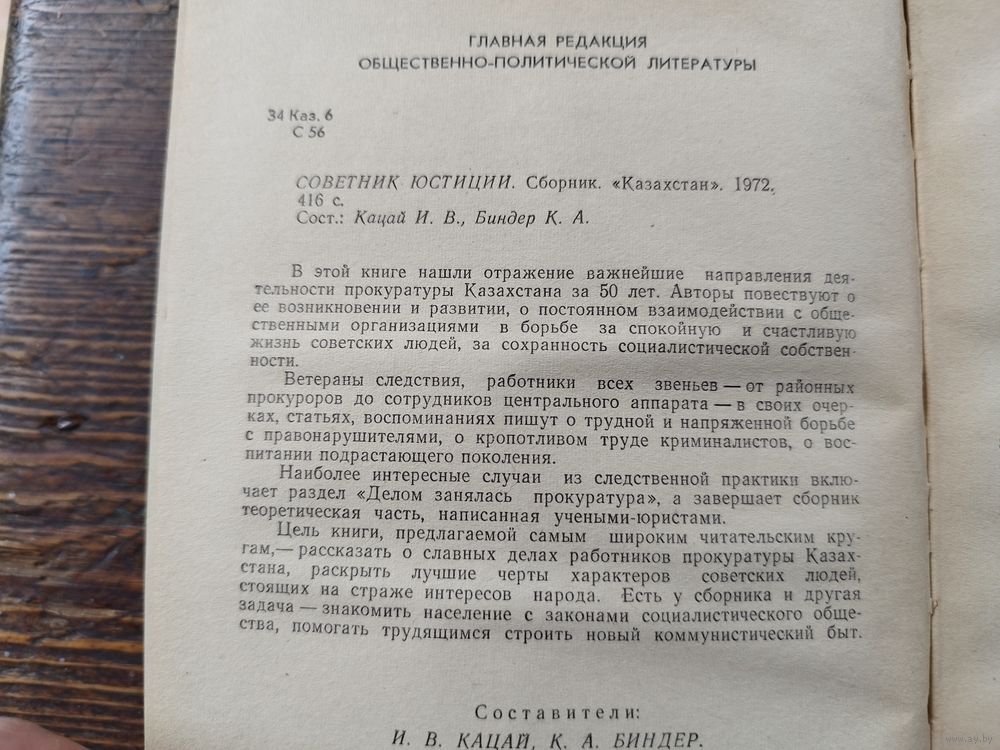 ГЛАВНАЯ РЕДАКЦИЯ
ОБЩЕСТВЕННО-ПОЛИТИЧЕСКОЙ ЛИТЕРАТУРЫ
34 Каз. 6
С 56
СОВЕТНИК ЮСТИЦИИ. Сборник. «Казахстан». 1972.
416 с.
Сост.: Кацай И. В., Биндер К. А.
В этой книге нашли отражение важнейшие направления дея-
тельности прокуратуры Казахстана за 50 лет. Авторы повествуют о
ее возникновении и развитии, о постоянном взаимодействии с обще-
ственными организациями в борьбе за спокойную и счастливую
жизнь советских людей, за сохранность социалистической собствен-
ности.
Ветераны следствия, работники всех звеньев — от районных
прокуроров до сотрудников центрального аппарата — в своих очер-
ках, статьях, воспоминаниях пишут о трудной и напряженной борьбе
с правонарушителями, о кропотливом труде криминалистов, о вос-
питании подрастающего поколения.
Наиболее интересные случаи из следственной практики вклю-
чает раздел «Делом занялась прокуратура», а завершает сборник
теоретическая часть, написанная учеными-юристами.
Цель книги, предлагаемой самым широким читательским кру-
гам,— рассказать о славных делах работников прокуратуры Казах-
стана, раскрыть лучшие черты характеров советских людей,
стоящих на страже интересов народа. Есть у сборника и другая
задача — знакомить население с законами социалистического обще-
ства, помогать трудящимся строить новый коммунистический быт.
Составители:
И. В. КАЦАЙ, К. А. БИНДЕР.
www.ay.by